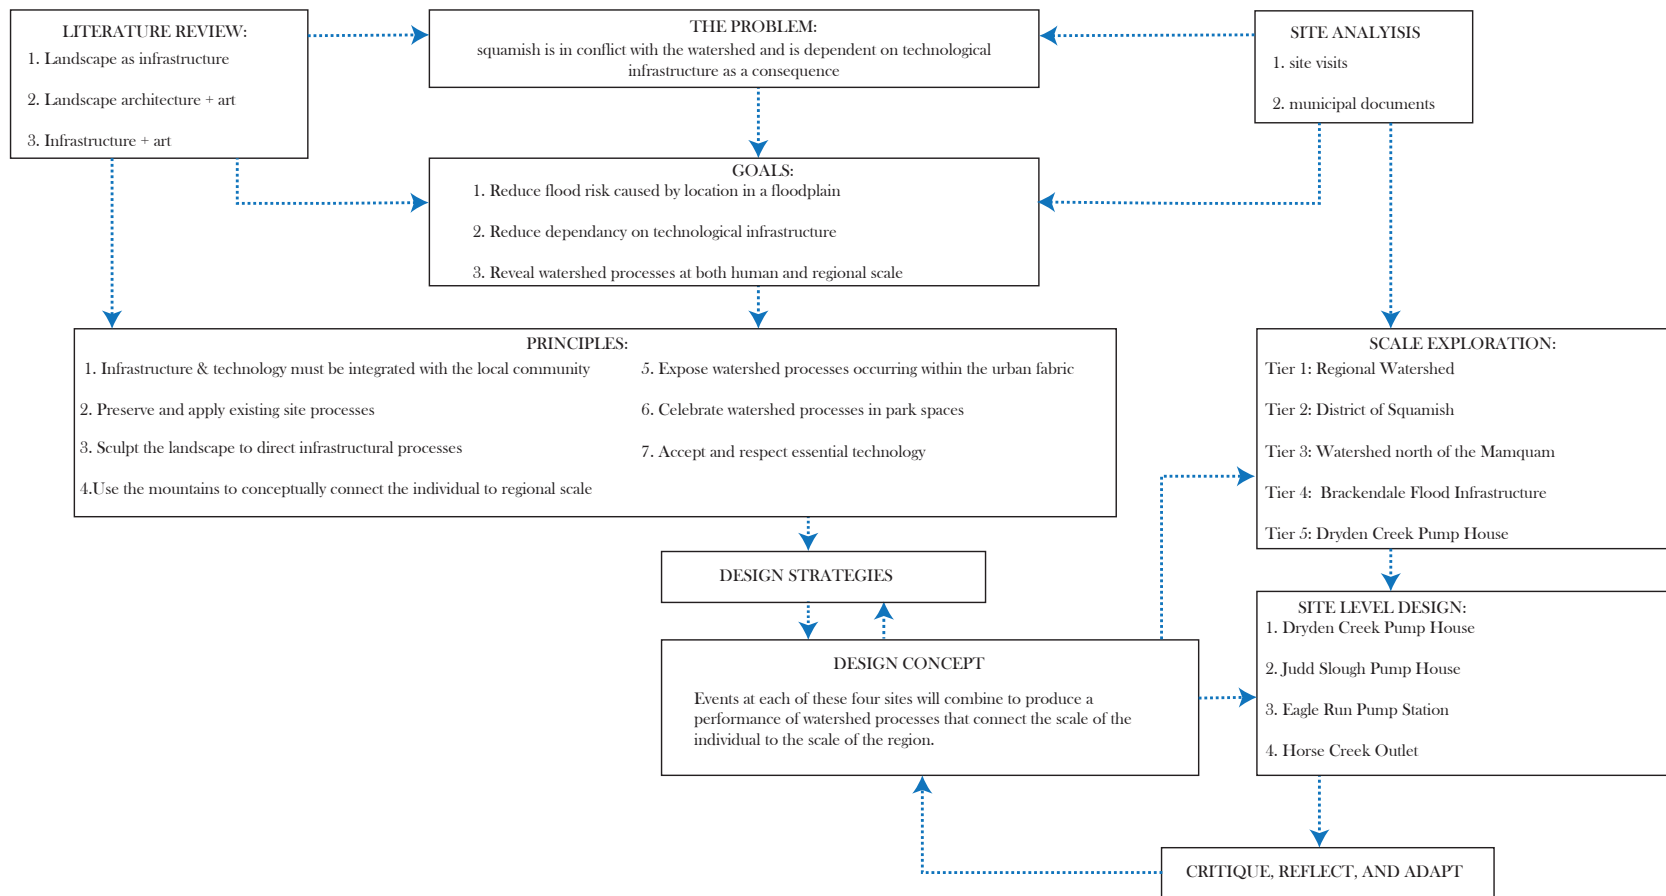 LITERATURE REVIEW:
1. Landscape as infrastructure
2. Landscape architecture + art
3. Infrastructure + art
THE PROBLEM:
squamish is in conflict with the watershed and is dependent on technological
infrastructure as a consequence
SITE ANALYISIS
1. site visits
2. municipal documents
GOALS:
1. Reduce flood risk caused by location in a floodplain
2. Reduce dependancy on technological infrastructure
3. Reveal watershed processes at both human and regional scale
PRINCIPLES:
1. Infrastructure & technology must be integrated with the local community
2. Preserve and apply existing site processes
3. Sculpt the landscape to direct infrastructural processes
4.Use the mountains to conceptually connect the individual to regional scale
5. Expose watershed processes occurring within the urban fabric
6. Celebrate watershed processes in park spaces
7. Accept and respect essential technology
SCALE EXPLORATION:
Tier 1: Regional Watershed
Tier 2: District of Squamish
Tier 3: Watershed north of the Manquam
Tier 4: Brackendale Flood Infrastructure
Tier 5: Dryden Creek Pump House
DESIGN STRATEGIES
DESIGN CONCEPT
Events at each of these four sites will combine to produce a
performance of watershed processes that connect the scale of the
individual to the scale of the region.
SITE LEVEL DESIGN:
1. Dryden Creek Pump House
2. Judd Slough Pump House
3. Eagle Run Pump Station
4. Horse Creek Outlet
CRITIQUE, REFLECT, AND ADAPT